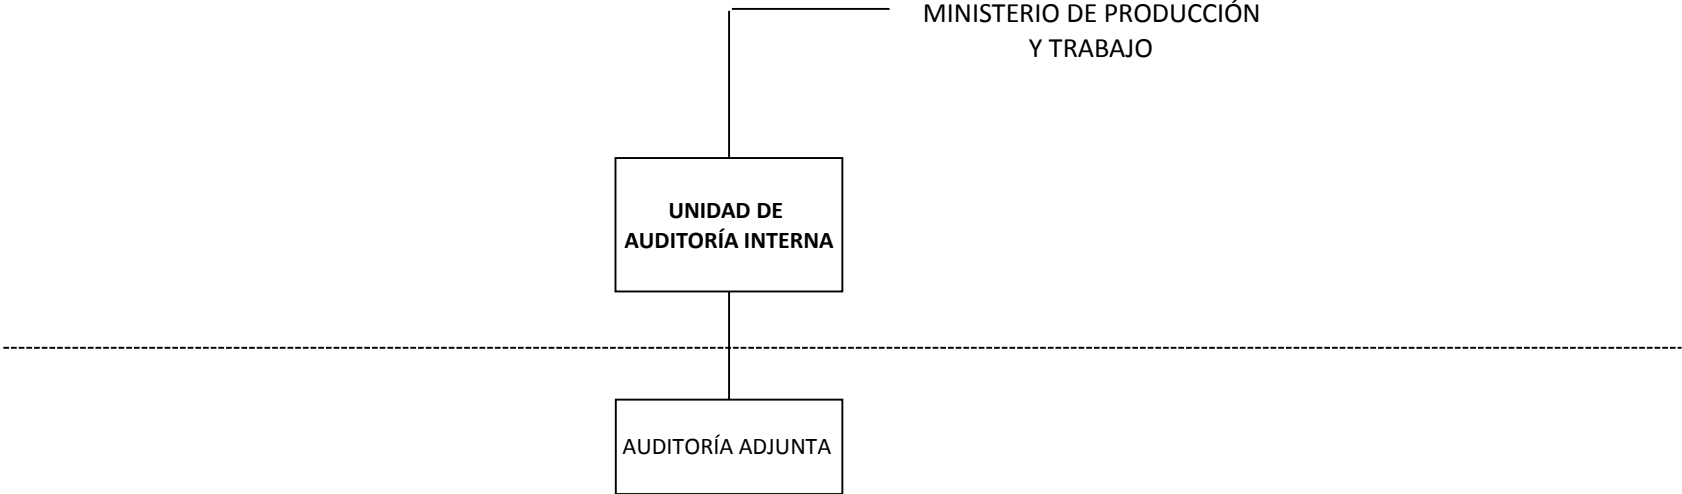 MINISTERIO DE PRODUCCIÓN
Y TRABAJO
UNIDAD DE
AUDITORÍA INTERNA
AUDITORÍA ADJUNTA